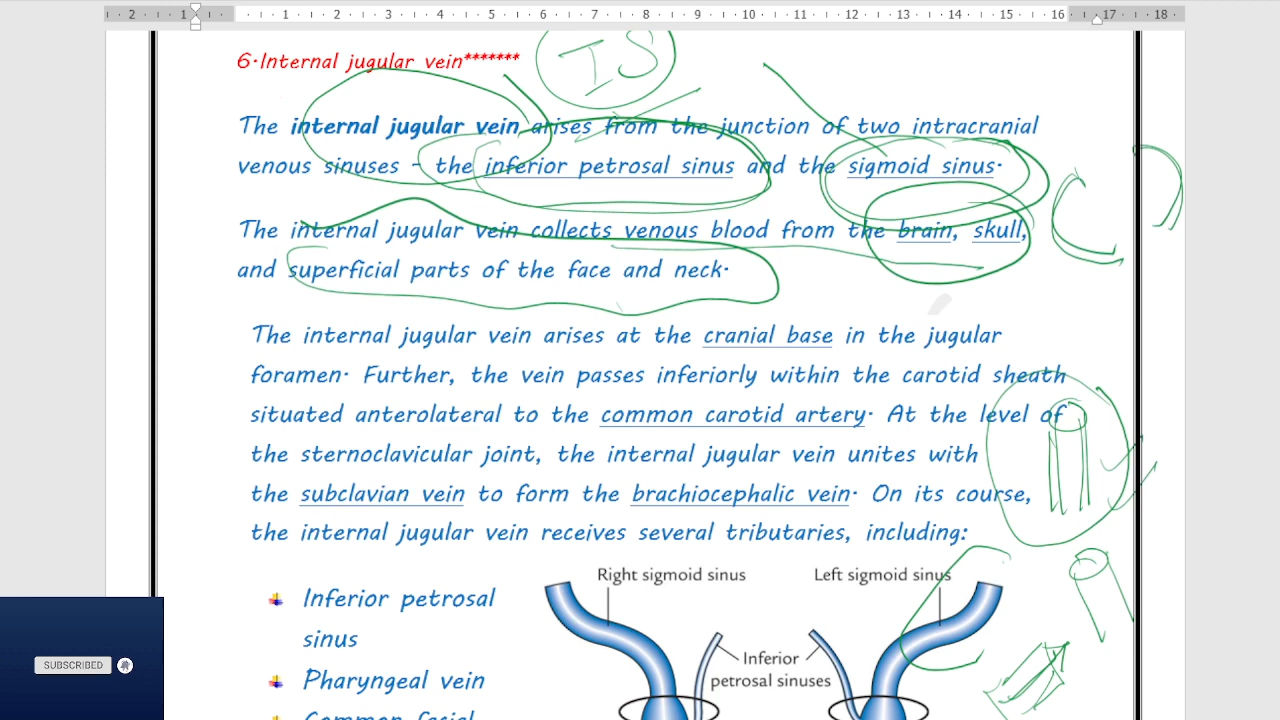 2 1 1 2 3 4 5 6 7 8 9 10 11 12 13 14 15 16 17 18
6.Internal jugular vein*******
IS
The internal jugular vein arises from the junction of two intracranial
venous sinuses - the inferior petrosal sinus and the sigmoid sinus.
The internal jugular vein collects venous blood from the brain, skull,
and superficial parts of the face and neck.
The internal jugular vein arises at the cranial base in the jugular
foramen. Further, the vein passes inferiorly within the carotid sheath
situated anterolateral to the common carotid artery. At the level of
the sternoclavicular joint, the internal jugular vein unites with
the subclavian vein to form the brachiocephalic vein. On its course,
the internal jugular vein receives several tributaries, including:
Inferior petrosal
sinus
Pharyngeal vein
Common facial
Right sigmoid sinus
Left sigmoid sinus
Inferior
petrosal sinuses
SUBSCRIBED